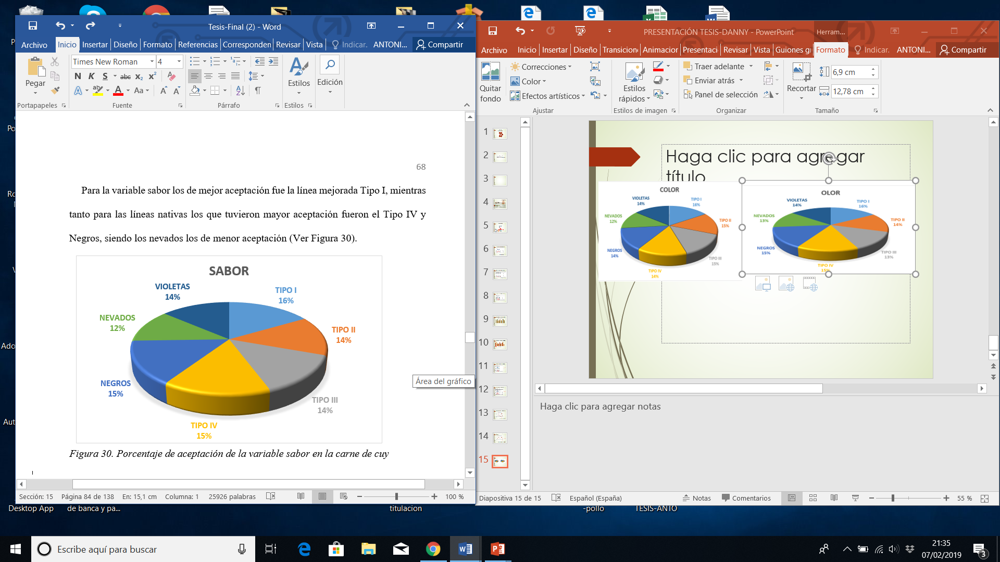 Tesis-Final (2) - Word
Archivo Inicio Insertar Diseño Formato Referencias Corresponden Revisar Vista Indicar. ANTONI... Compartir
Times New Roman 4
Pegar
N K S abc x₂ x²
Aa
Estilos
Edición
Portapapeles Fuente Párrafo Estilos
68
Para la variable sabor los de mejor aceptación fue la línea mejorada Tipo I, mientras
tanto para las líneas nativas los que tuvieron mayor aceptación fueron el Tipo IV y
Negros, siendo los nevados los de menor aceptación (Ver Figura 30).
SABOR
VIOLETAS
14%
TIPO I
16%
NEVADOS
12%
TIPO II
14%
NEGROS
15%
TIPO III
14%
TIPO IV
15%
Área del gráfico
Figura 30. Porcentaje de aceptación de la variable sabor en la carne de cuy
Sección: 15 Página 84 de 138 En: 15,1 cm Columna: 1 25926 palabras 100 %
PRESENTACIÓN TESIS-DANNY - PowerPoint Herram...
Archivo Inicio Insertar Diseño Transicion Animacion Presentaci Revisar Vista Guiones gr Formato Indicar. ANTONI... Compartir
Quitar
fondo
Correcciones
Color
Efectos artísticos
Estilos
rápidos
Traer adelante
Enviar atrás
Panel de selección
Recortar
6,9 cm
12,78 cm
Ajustar Estilos de imagen Organizar Tamaño
1
2
3
4
5
6
7
8
9
10
11
12
13
14
15
Haga clic para agregar
título
COLOR
VIOLETAS
14%
TIPO I
16%
NEVADOS
12%
TIPO II
15%
NEGROS
14%
TIPO III
15%
TIPO IV
14%
OLOR
VIOLETAS
14%
TIPO I
16%
NEVADOS
13%
TIPO II
14%
NEGROS
15%
TIPO III
13%
TIPO IV
15%
Haga clic para agregar notas
Diapositiva 15 de 15 Español (España) Notas Comentarios 55 %
Desktop App de banca y pa... titulacion -pollo TESIS-ANTO
Escribe aquí para buscar
21:35
07/02/2019
3